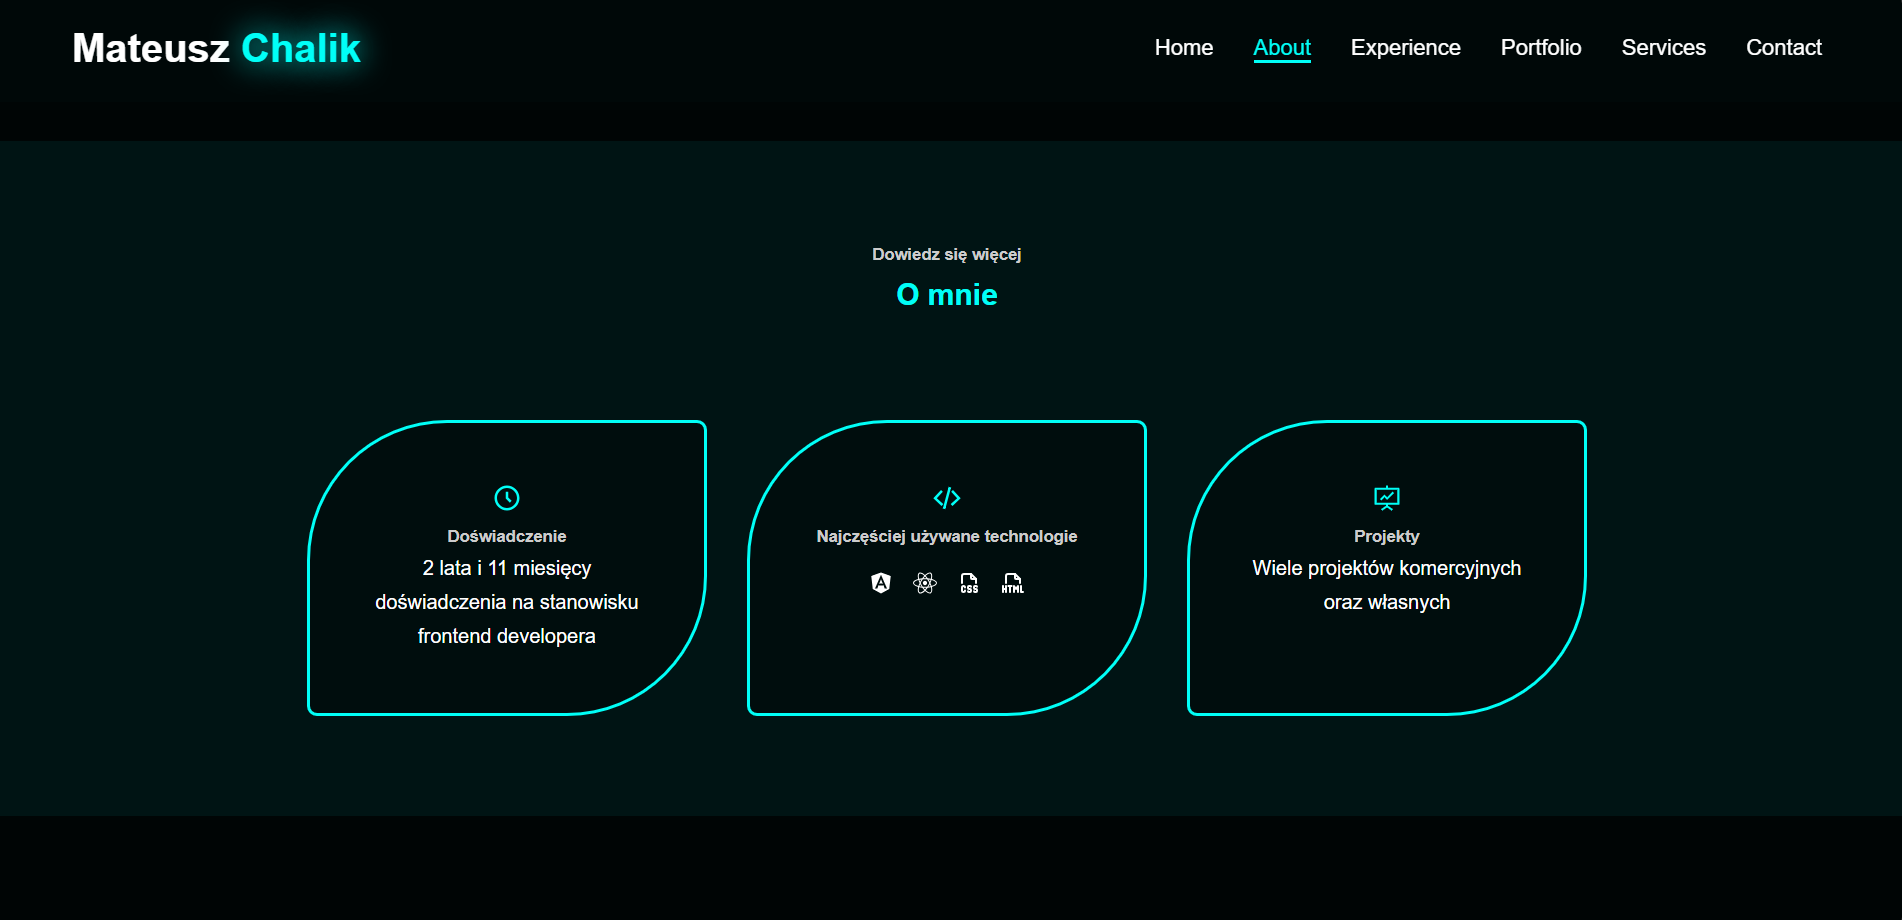 Mateusz Chalik
Home About Experience Portfolio Services Contact
Dowiedz się więcej
O mnie
Doświadczenie
2 lata i 11 miesięcy
doświadczenia na stanowisku
frontend developera
Najczęściej używane technologie
CSS HTML
Projekty
Wiele projektów komercyjnych
oraz własnych